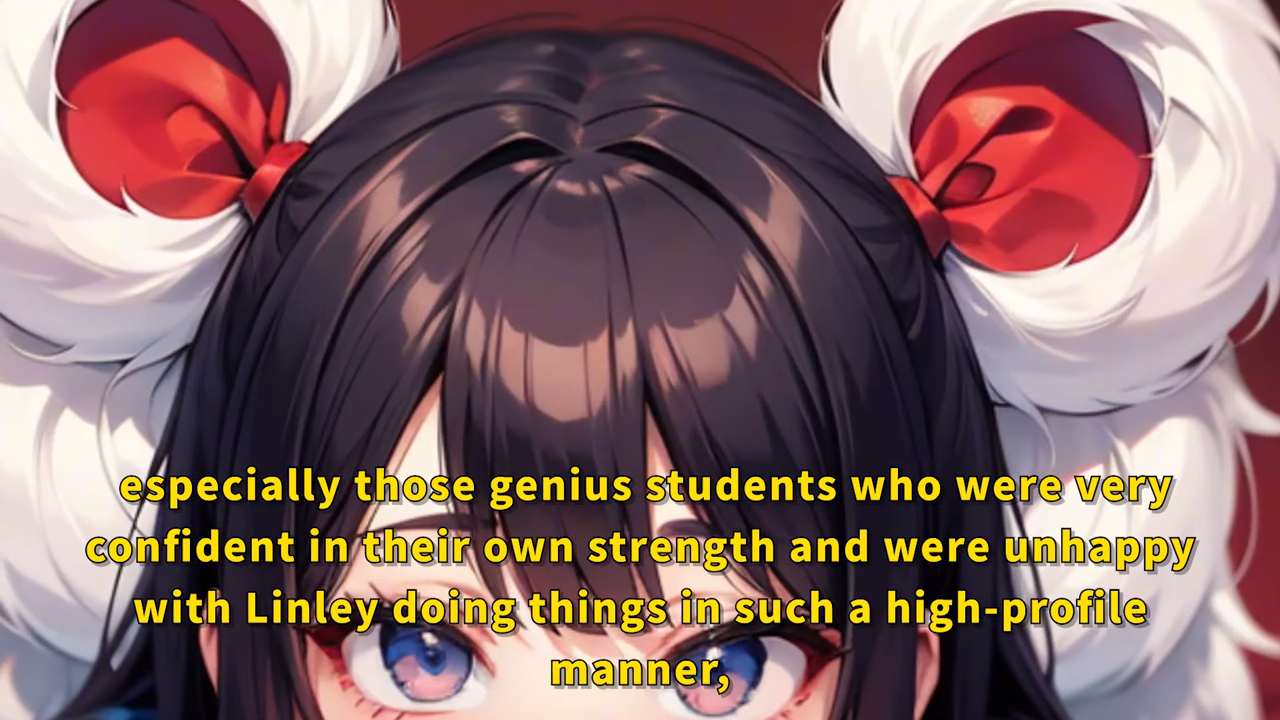 especially those genius students who were very
confident in their own strength and were unhappy
with Linley doing things in such a high-profile
manner,